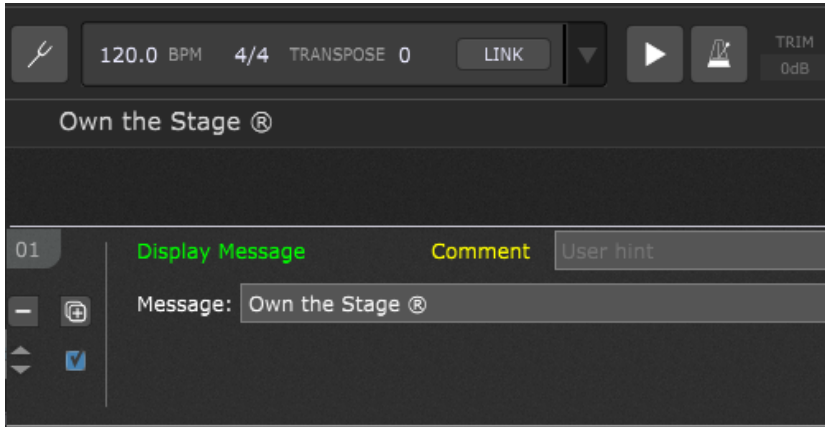 120.0 BPM 4/4 TRANSPOSE 0 LINK TRIM
0dB
Own the Stage ®
01 Display Message Comment User hint
Message: Own the Stage ®